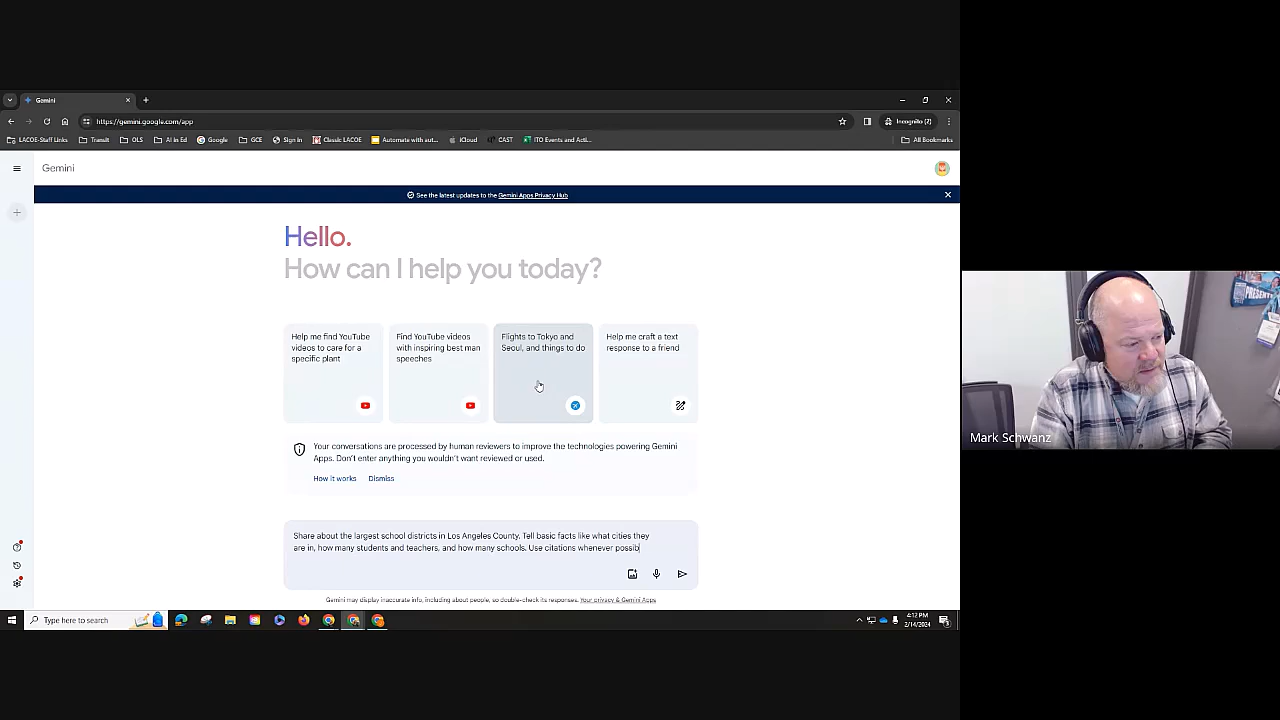 Gemini
https://gemini.google.com/app
Incognito (2)
LACOE-Staff Links
Transit
OLS
AI in Ed
Google
GCE
Sign In
Classic LACOE
Automate with aut...
iCloud
CAST
ITO Events and Acti...
All Bookmarks
Gemini
See the latest updates to the Gemini Apps Privacy Hub
Hello.
How can I help you today?
Help me find YouTube
videos to care for a
specific plant
Find YouTube videos
with inspiring best man
speeches
Flights to Tokyo and
Seoul, and things to do
Help me craft a text
response to a friend
Your conversations are processed by human reviewers to improve the technologies powering Gemini
Apps. Don't enter anything you wouldn't want reviewed or used.
How it works
Dismiss
Share about the largest school districts in Los Angeles County. Tell basic facts like what cities they
are in, how many students and teachers, and how many schools. Use citations whenever possib
Gemini may display inaccurate info, including about people, so double-check its responses. Your privacy & Gemini Apps
Type here to search
4:12 PM
2/14/2024
Mark Schwanz